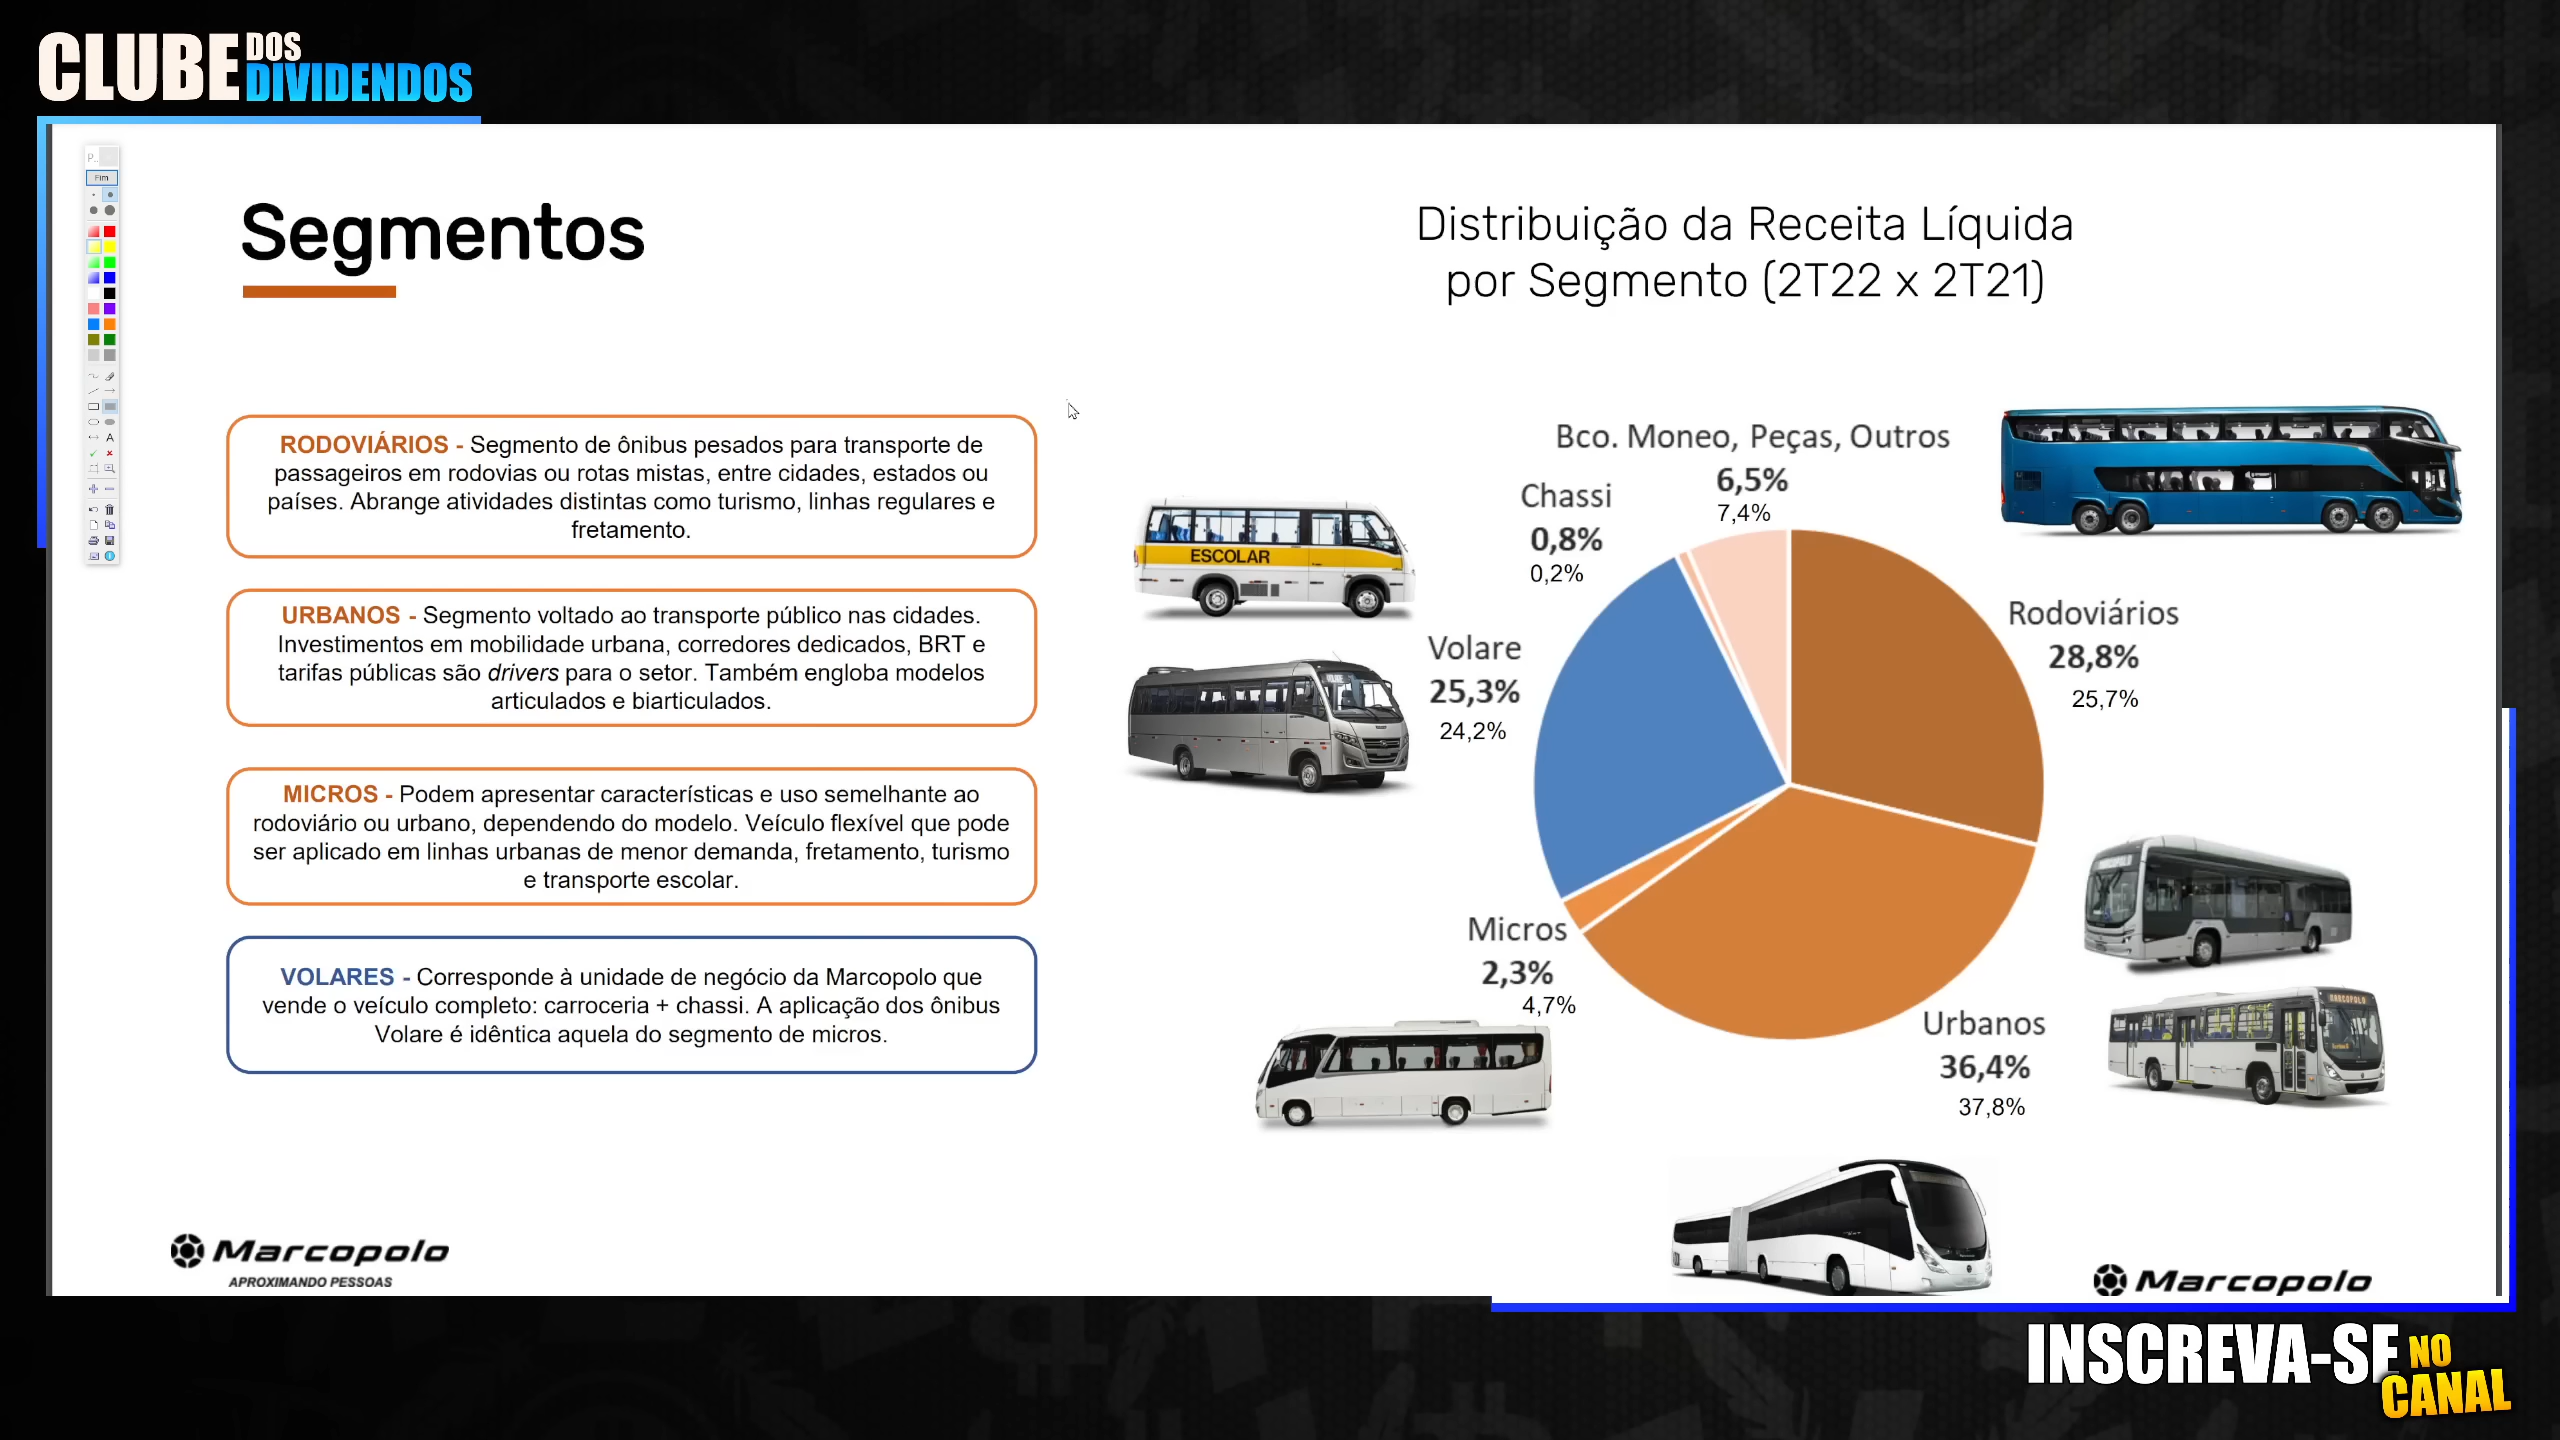 CLUBE DOS DIVIDENDOS
P..
Fim
A
Segmentos
Distribuição da Receita Líquida
por Segmento (2T22 x 2T21)
RODOVIÁRIOS - Segmento de ônibus pesados para transporte de
passageiros em rodovias ou rotas mistas, entre cidades, estados ou
países. Abrange atividades distintas como turismo, linhas regulares e
fretamento.
URBANOS - Segmento voltado ao transporte público nas cidades.
Investimentos em mobilidade urbana, corredores dedicados, BRT e
tarifas públicas são drivers para o setor. Também engloba modelos
articulados e biarticulados.
MICROS - Podem apresentar características e uso semelhante ao
rodoviário ou urbano, dependendo do modelo. Veículo flexível que pode
ser aplicado em linhas urbanas de menor demanda, fretamento, turismo
e transporte escolar.
VOLARES - Corresponde à unidade de negócio da Marcopolo que
vende o veículo completo: carroceria + chassi. A aplicação dos ônibus
Volare é idêntica aquela do segmento de micros.
Bco. Moneo, Peças, Outros
6,5%
7,4%
Chassi
0,8%
0,2%
ESCOLAR
Volare
25,3%
24,2%
Rodoviários
28,8%
25,7%
Micros
2,3%
4,7%
Urbanos
36,4%
37,8%
MARCOPOLO
Marcopolo
APROXIMANDO PESSOAS
Marcopolo
INSCREVA-SE NO
CANAL